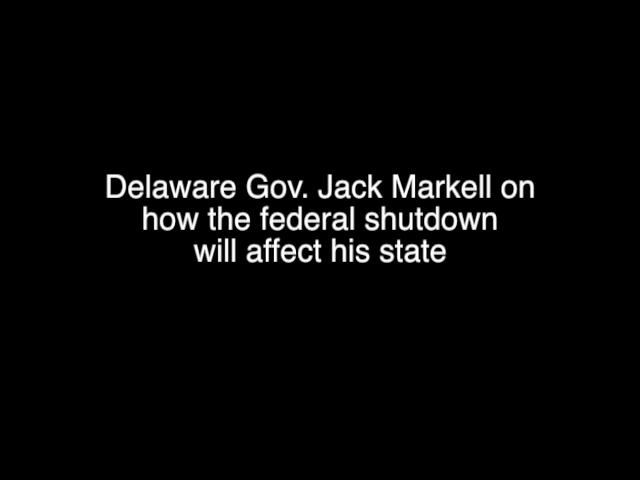 Delaware Gov. Jack Markell on
how the federal shutdown
will affect his state